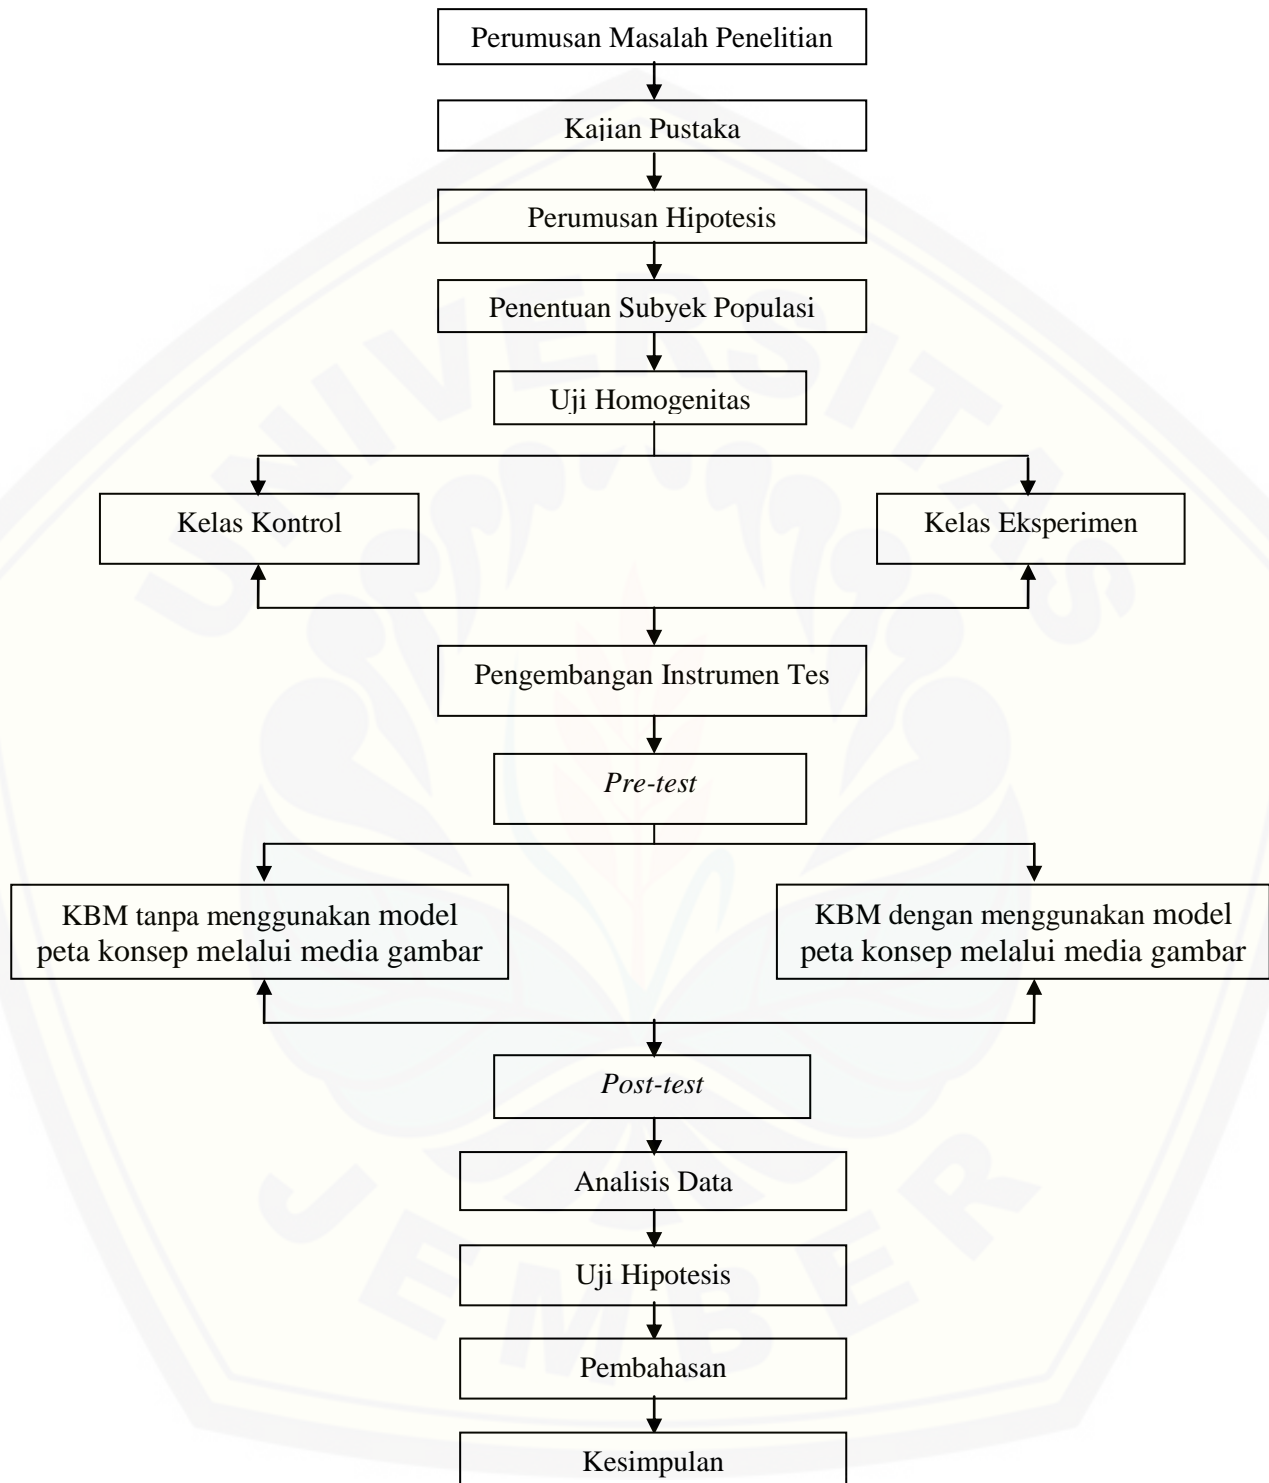 Perumusan Masalah Penelitian
Kajian Pustaka
Perumusan Hipotesis
Penentuan Subyek Populasi
Uji Homogenitas
Kelas Kontrol
Kelas Eksperimen
Pengembangan Instrumen Tes
Pre-test
KBM tanpa menggunakan model
peta konsep melalui media gambar
KBM dengan menggunakan model
peta konsep melalui media gambar
Post-test
Analisis Data
Uji Hipotesis
Pembahasan
Kesimpulan
UNIVERSITAS
JEMBER